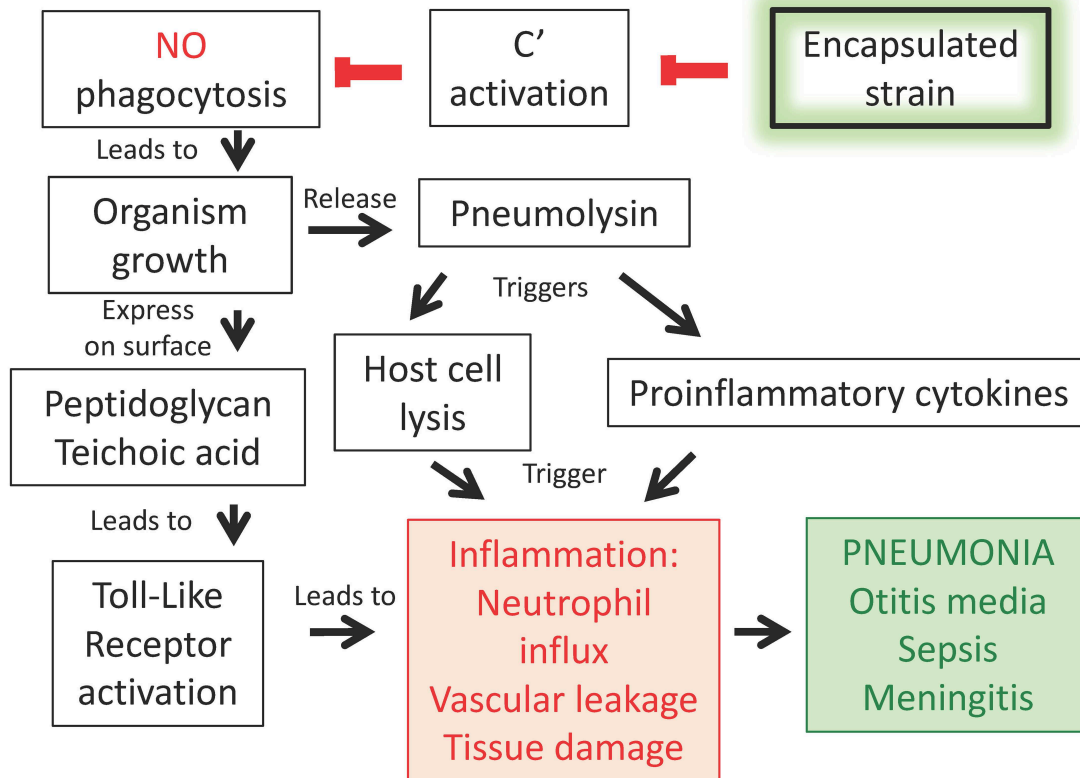 NO
phagocytosis
C’
activation
Encapsulated
strain
Leads to
Organism
growth
Release
Pneumolysin
Triggers
Express
on surface
Host cell
lysis
Proinflammatory cytokines
Peptidoglycan
Teichoic acid
Trigger
Leads to
Toll-Like
Receptor
activation
Leads to
Inflammation:
Neutrophil
influx
Vascular leakage
Tissue damage
PNEUMONIA
Otitis media
Sepsis
Meningitis